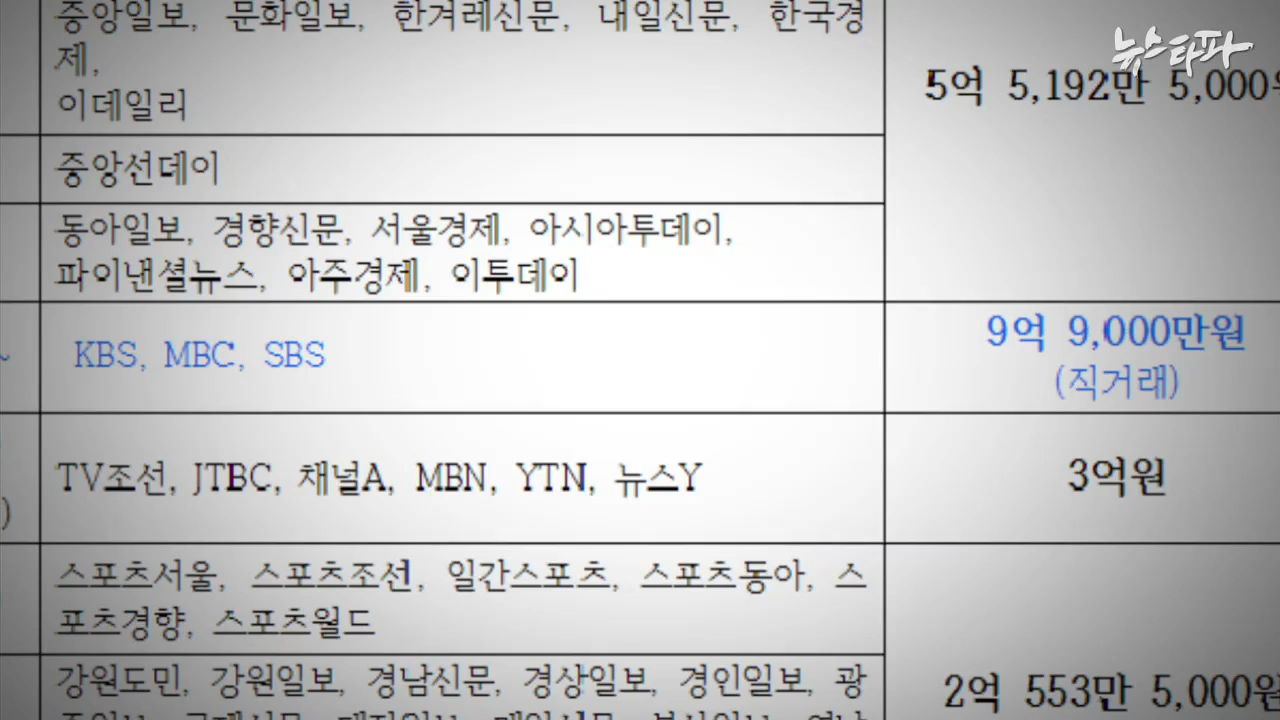 중앙일보, 문화일보, 한겨레신문, 내일신문, 한국경
제,
이데일리
뉴스타파
5억 5,192만 5,000원
중앙선데이
동아일보, 경향신문, 서울경제, 아시아투데이,
파이낸셜뉴스, 아주경제, 이투데이
~ KBS, MBC, SBS
9억 9,000만원
(직거래)
TV조선, JTBC, 채널A, MBN, YTN, 뉴스Y
)
3억원
스포츠서울, 스포츠조선, 일간스포츠, 스포츠동아, 스
포츠경향, 스포츠월드
강원도민, 강원일보, 경남신문, 경상일보, 경인일보, 광
2억 553만 5,000원